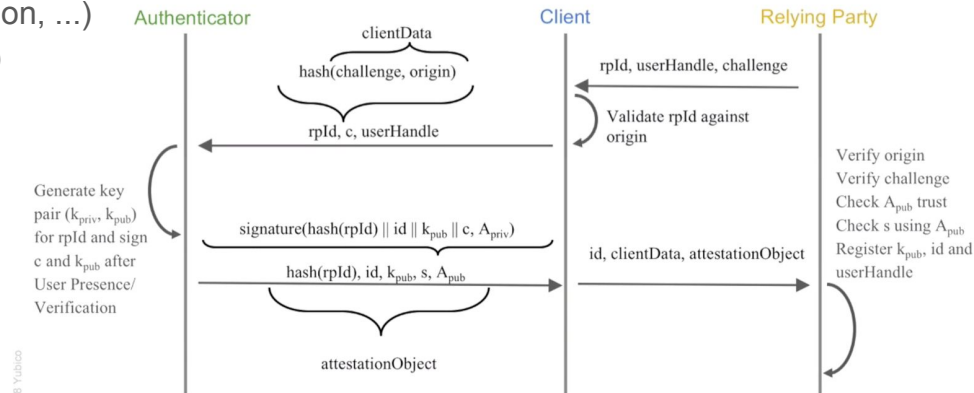 on, ...)
Authenticator
Client
Relying Party
clientData
hash(challenge, origin)
rpId, c, userHandle
rpId, userHandle, challenge
Validate rpId against
origin
Generate key
pair (kpriv, kpub)
for rpId and sign
c and kpub after
User Presence/
Verification
signature(hash(rpId) || id || kpub || c, Apriv)
hash(rpId), id, kpub, s, Apub
attestationObject
id, clientData, attestationObject
Verify origin
Verify challenge
Check Apub trust
Check s using Apub
Register kpub, id and
userHandle
8 Yubico